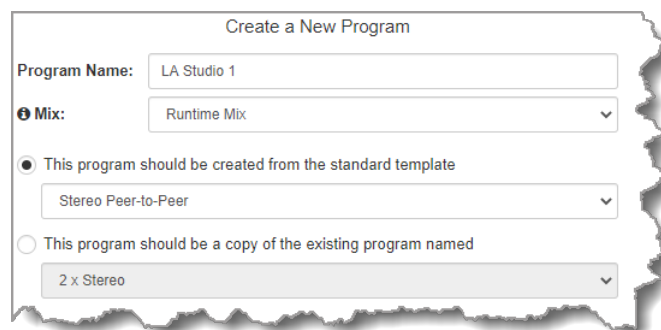 Create a New Program
Program Name: LA Studio 1
Mix: Runtime Mix
This program should be created from the standard template
Stereo Peer-to-Peer
This program should be a copy of the existing program named
2 x Stereo